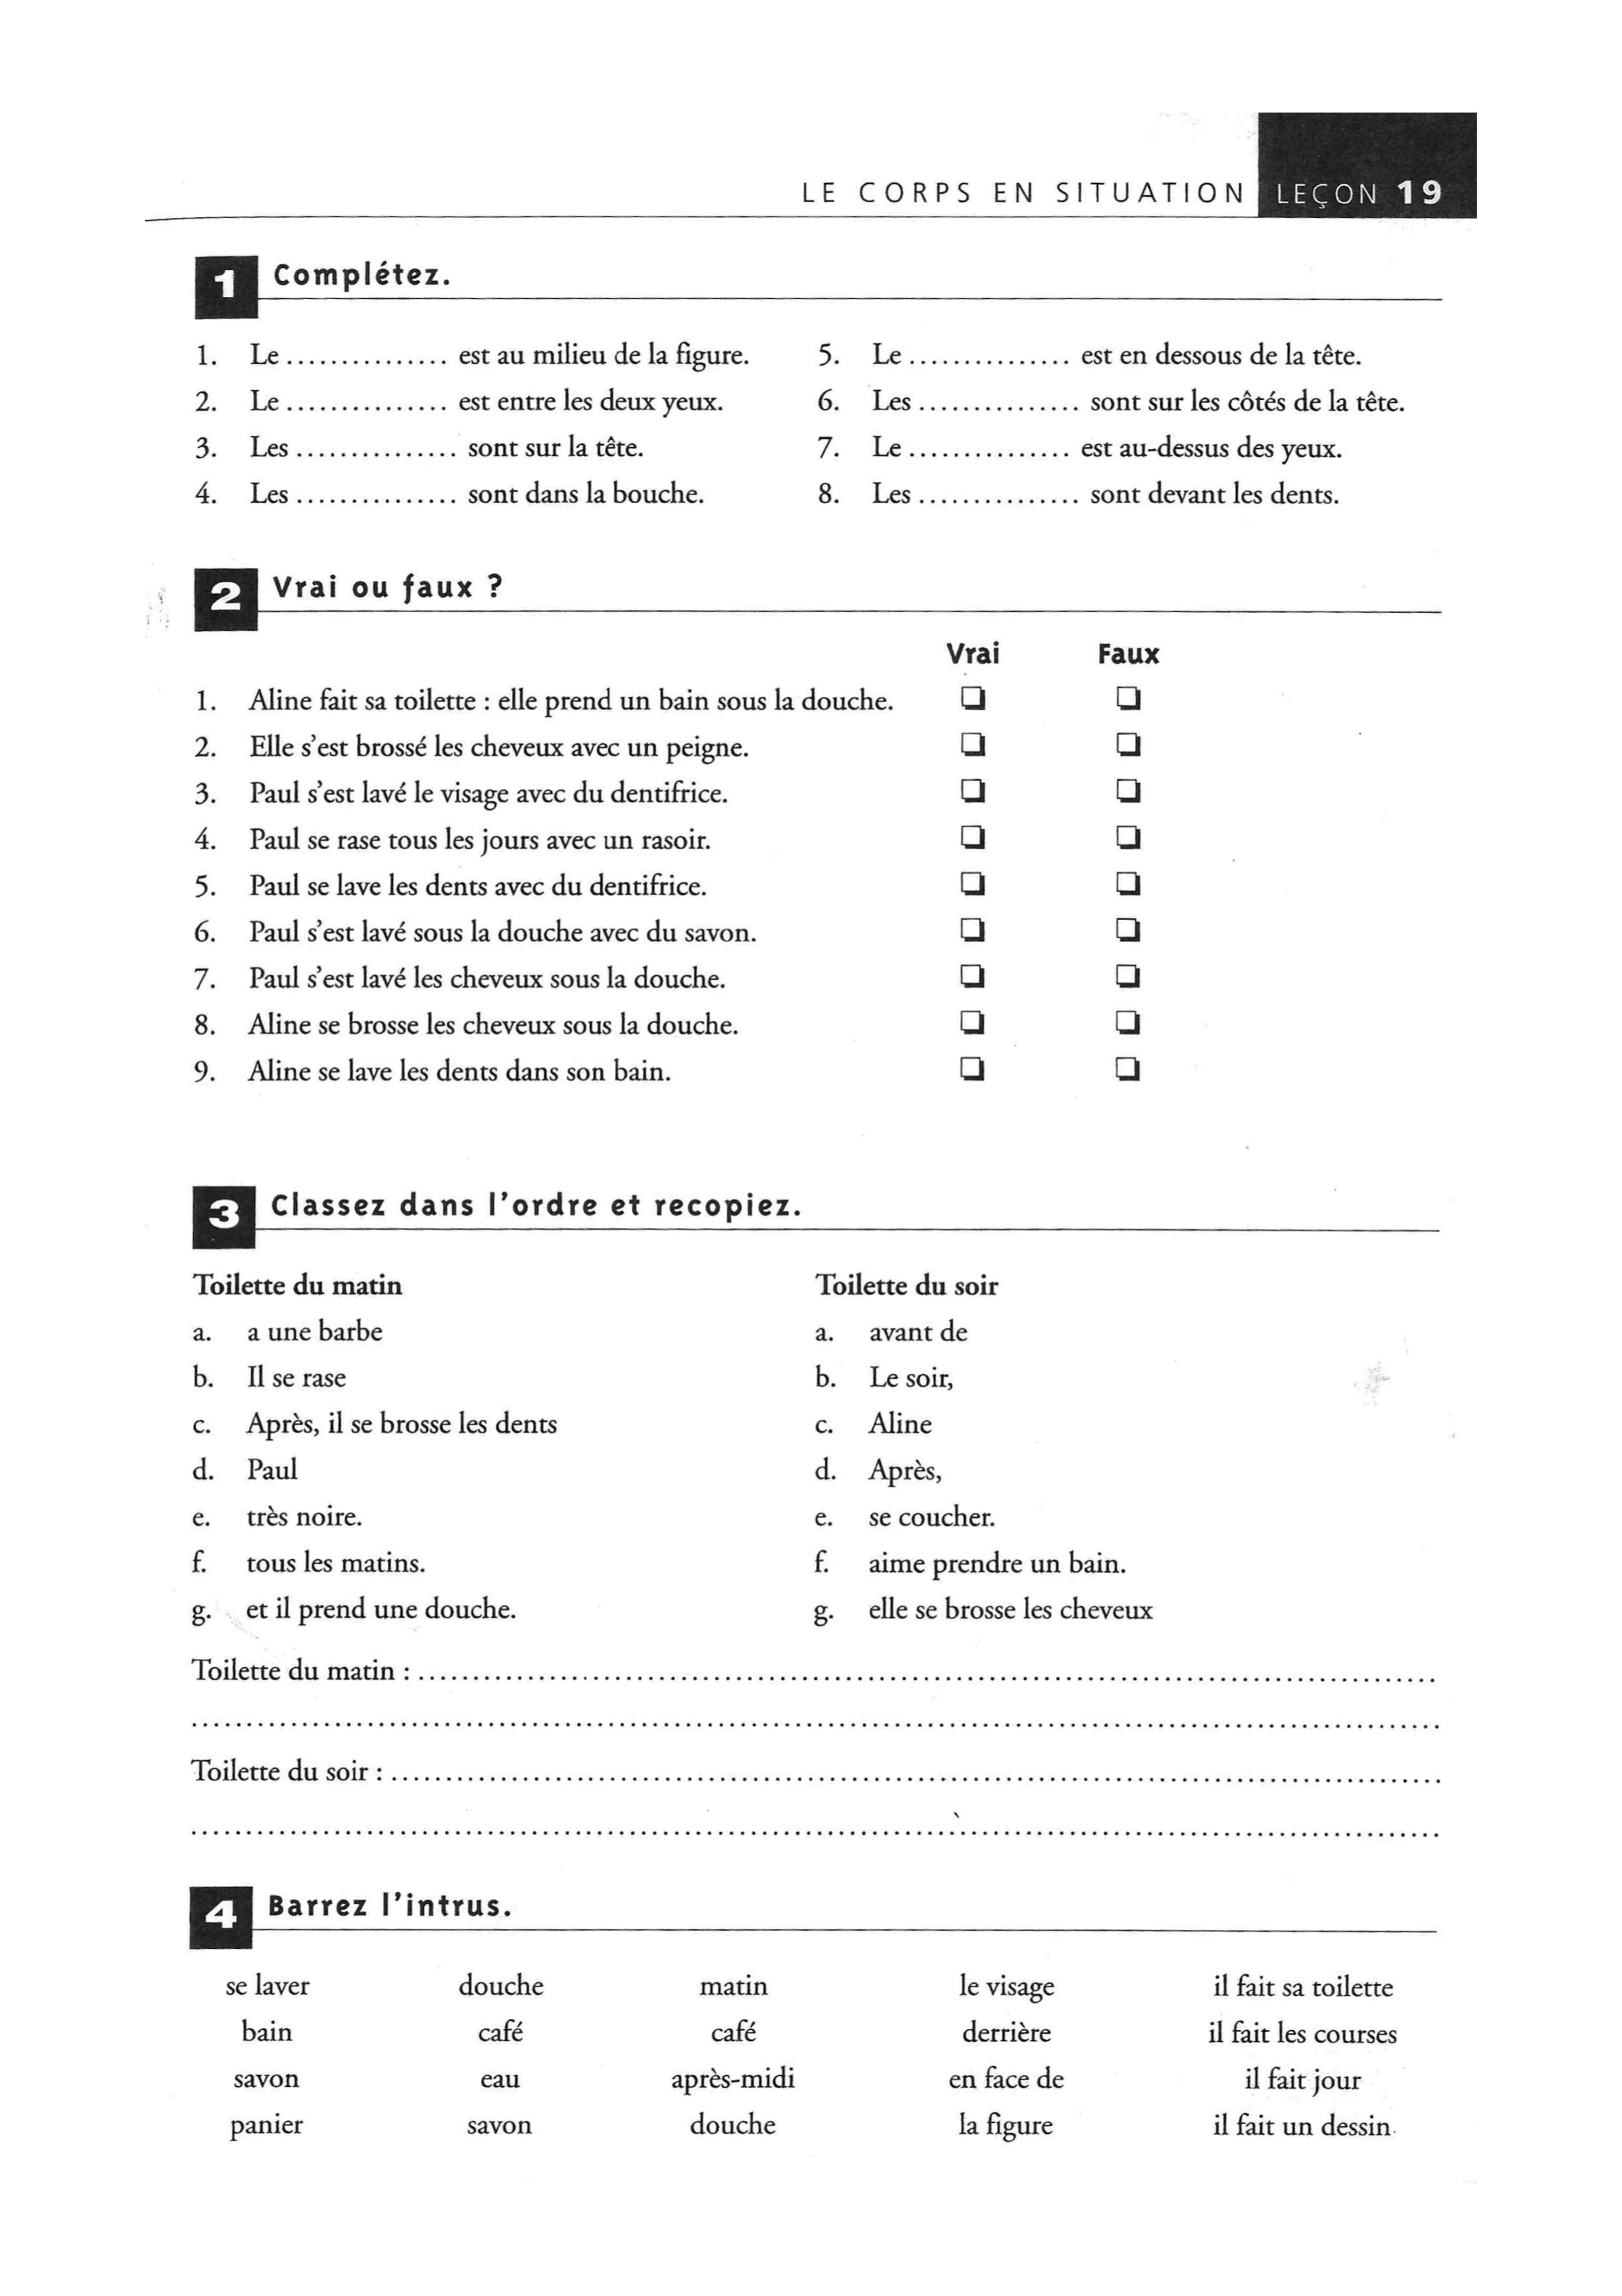 LE CORPS EN SITUATION LEÇON 19
1 Complétez.
1. Le ............... est au milieu de la figure.
2. Le ............... est entre les deux yeux.
3. Les ............... sont sur la tête.
4. Les ............... sont dans la bouche.
5. Le ............... est en dessous de la tête.
6. Les ............... sont sur les côtés de la tête.
7. Le ............... est au-dessus des yeux.
8. Les ............... sont devant les dents.
2 Vrai ou faux ?
Vrai Faux
1. Aline fait sa toilette : elle prend un bain sous la douche. ❏ ❏
2. Elle s'est brossé les cheveux avec un peigne. ❏ ❏
3. Paul s'est lavé le visage avec du dentifrice. ❏ ❏
4. Paul se rase tous les jours avec un rasoir. ❏ ❏
5. Paul se lave les dents avec du dentifrice. ❏ ❏
6. Paul s'est lavé sous la douche avec du savon. ❏ ❏
7. Paul s'est lavé les cheveux sous la douche. ❏ ❏
8. Aline se brosse les cheveux sous la douche. ❏ ❏
9. Aline se lave les dents dans son bain. ❏ ❏
3 Classez dans l'ordre et recopiez.
Toilette du matin
a. a une barbe
b. Il se rase
c. Après, il se brosse les dents
d. Paul
e. très noire.
f. tous les matins.
g. et il prend une douche.
Toilette du soir
a. avant de
b. Le soir,
c. Aline
d. Après,
e. se coucher.
f. aime prendre un bain.
g. elle se brosse les cheveux
Toilette du matin : ...............
Toilette du soir : ...............
4 Barrez l'intrus.
se laver douche matin le visage il fait sa toilette
bain café café derrière il fait les courses
savon eau après-midi en face de il fait jour
panier savon douche la figure il fait un dessin